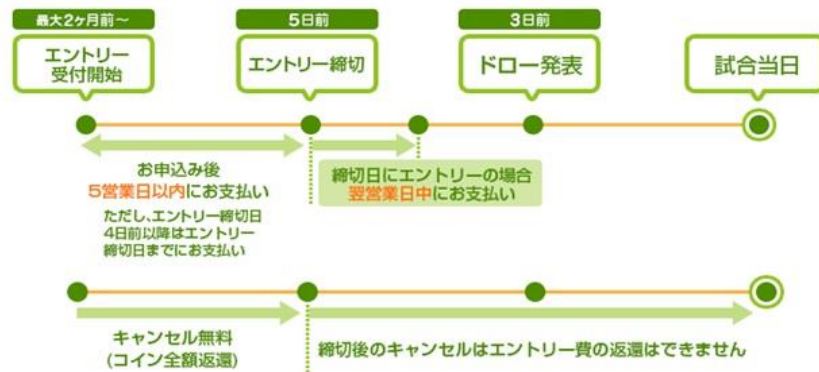 最大2ヶ月前～
5日前
3日前
エントリー
受付開始
エントリー締切
ドロー発表
試合当日
お申込み後
5営業日以内にお支払い
ただし、エントリー締切日
4日前以降はエントリー
締切日までにお支払い
締切日にエントリーの場合
翌営業日中にお支払い
キャンセル無料
(コイン全額返還)
締切後のキャンセルはエントリー費の返還はできません